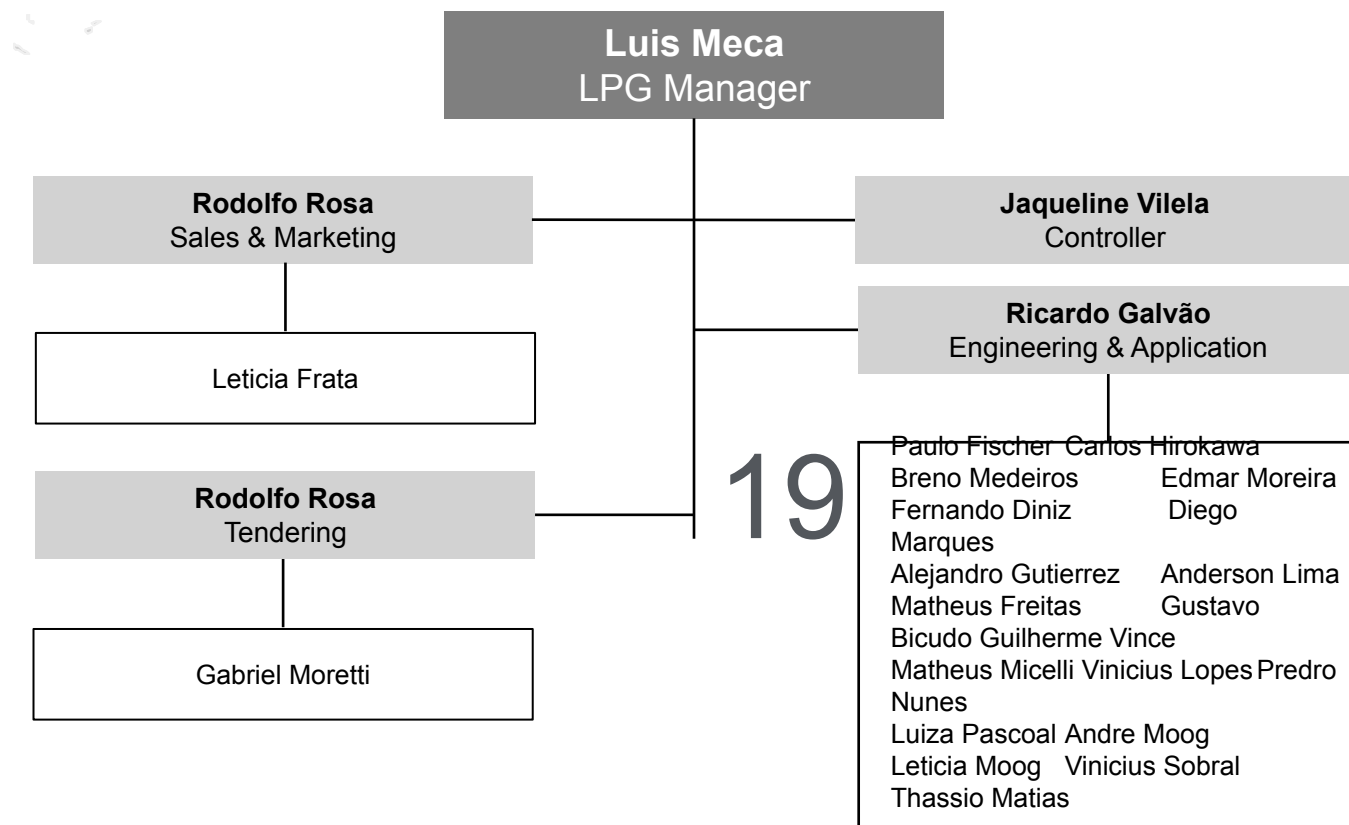 Luis Meca
LPG Manager
Rodolfo Rosa
Sales & Marketing
Jaqueline Vilela
Controller
Ricardo Galvão
Engineering & Application
Leticia Frata
Rodolfo Rosa
Tendering
Gabriel Moretti
19
Paulo Fischer Carlos Hirokawa
Breno Medeiros Edmar Moreira
Fernando Diniz Diego
Marques
Alejandro Gutierrez Anderson Lima
Matheus Freitas Gustavo
Bicudo Guilherme Vince
Matheus Micelli Vinicius Lopes Predro
Nunes
Luiza Pascoal Andre Moog
Leticia Moog Vinicius Sobral
Thassio Matias